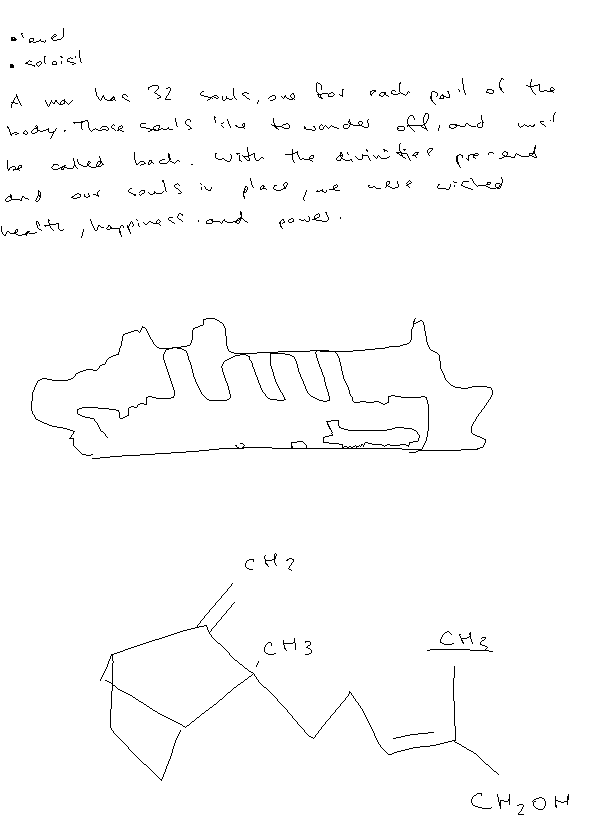 • soloist
A man has 32 souls, one for each part of the
body. Those souls like to wander off, and must
be called back. With the divinities present
and our souls in place, we were wished
health, happiness and power.
CH2
CH3
CH3
CH2OH